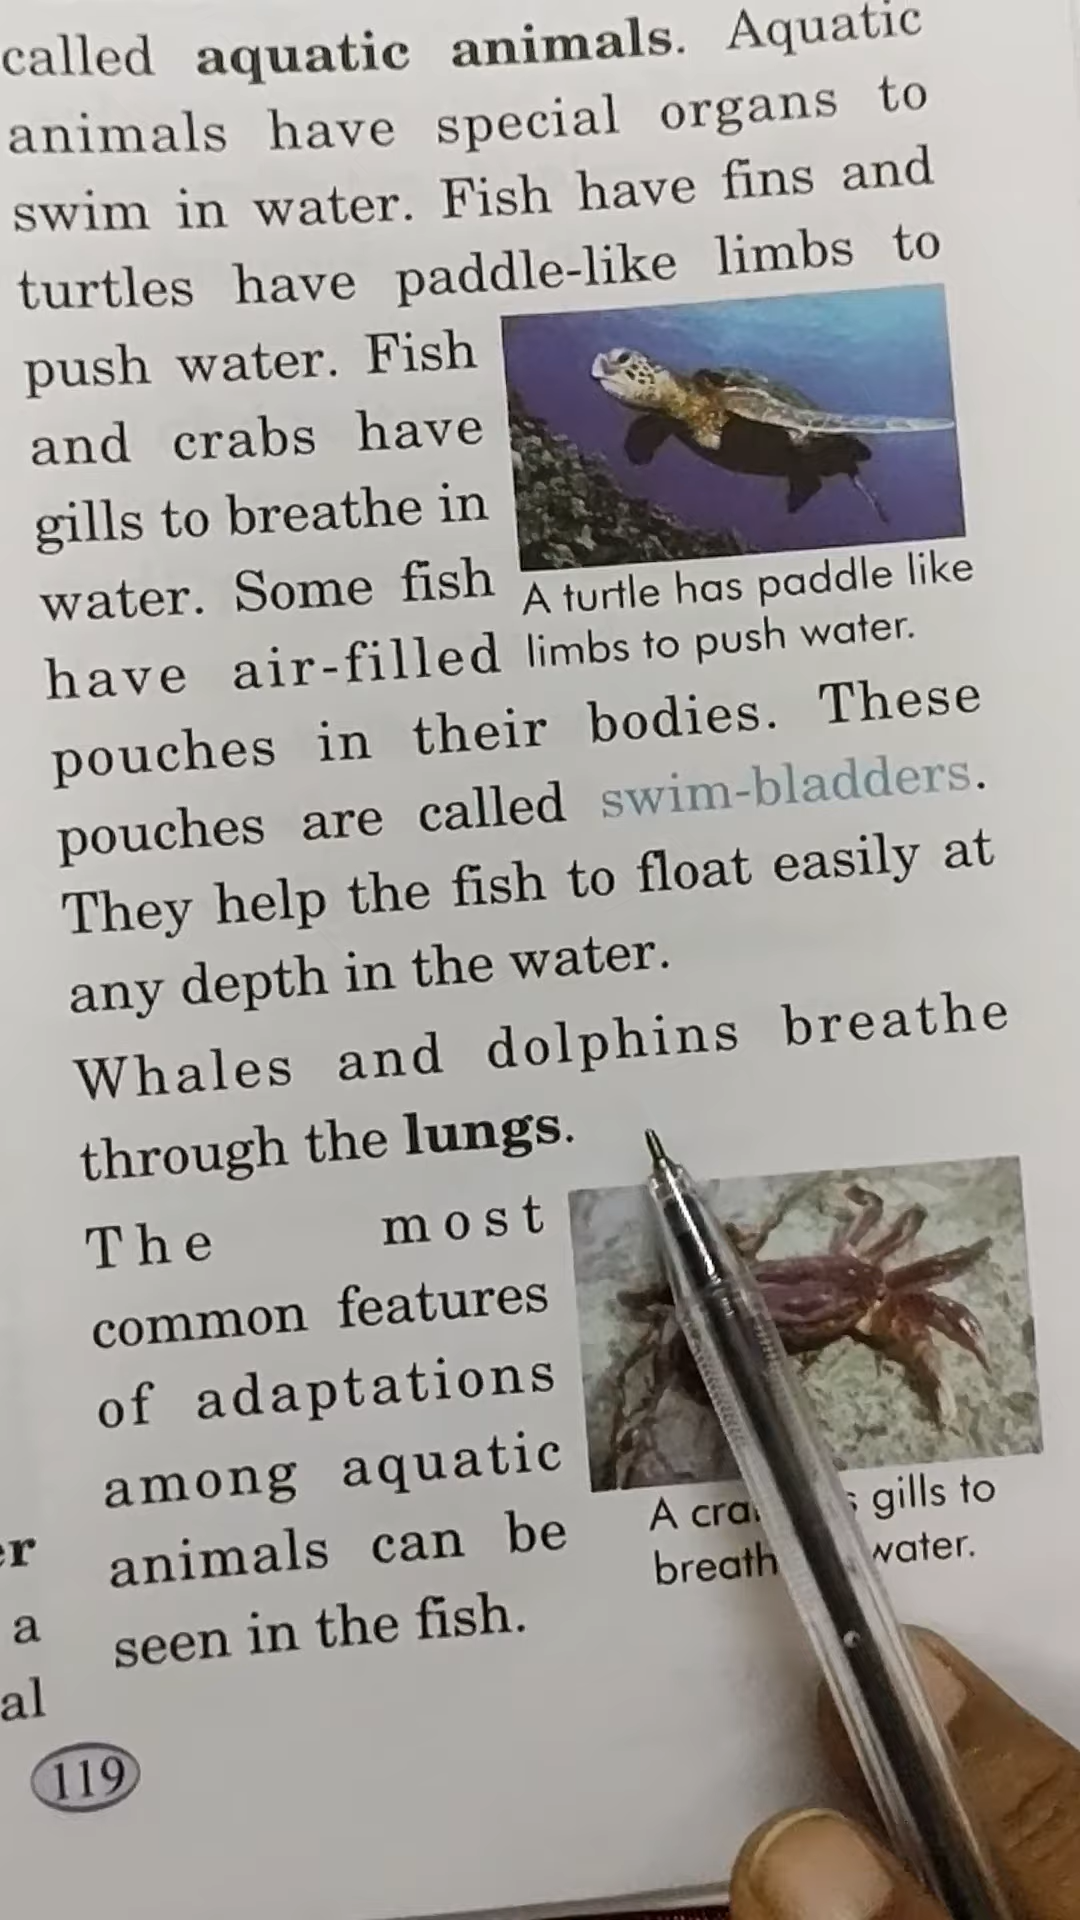 called aquatic animals. Aquatic
animals have special organs to
swim in water. Fish have fins and
turtles have paddle-like limbs to
push water. Fish
and crabs have
gills to breathe in
water. Some fish
have air-filled
A turtle has paddle like
limbs to push water.
pouches in their bodies. These
pouches are called swim-bladders.
They help the fish to float easily at
any depth in the water.
Whales and dolphins breathe
through the lungs.
The most
common features
of adaptations
among aquatic
animals can be
seen in the fish.
A gills to
water.
a
al
119